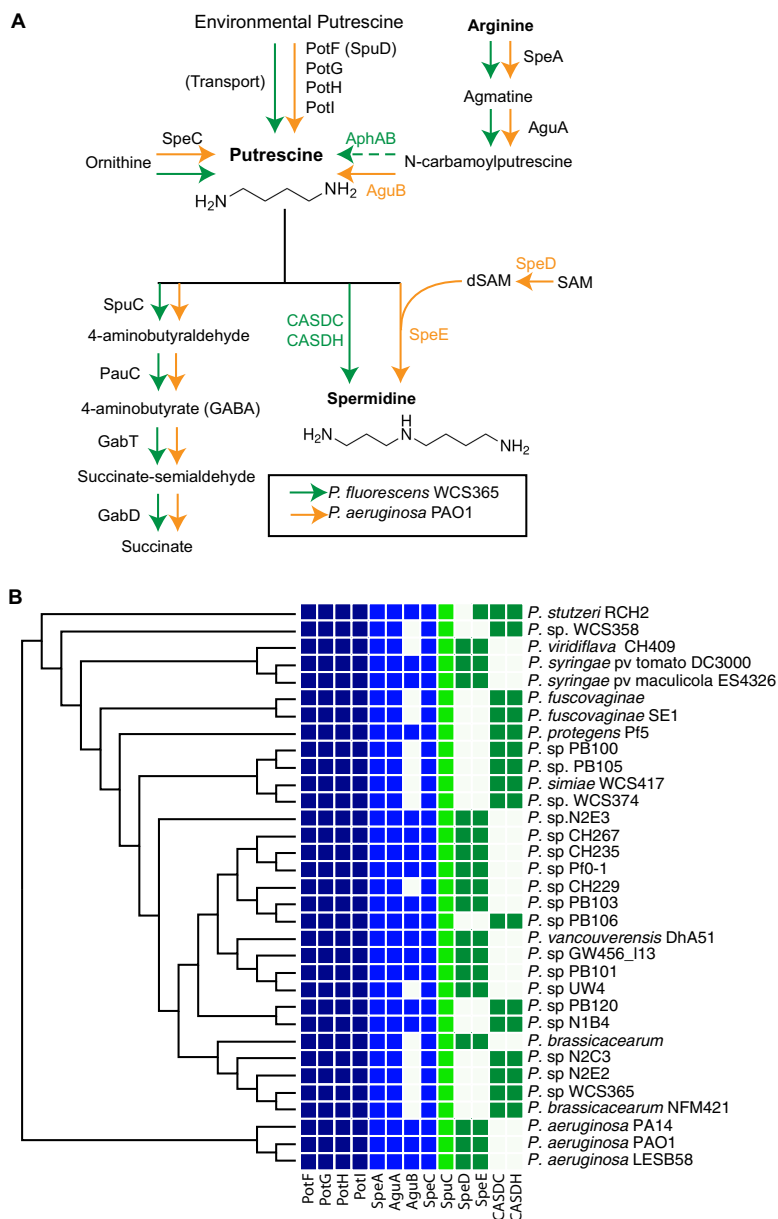 A
Environmental Putrescine
Arginine
(Transport)
PotF (SpuD)
PotG
PotH
PotI
SpeA
Agmatine
AguA
N-carbamoylputrescine
SpeC
Ornithine
Putrescine
AphAB
AguB
H2N
NH2
SpuC
4-aminobutyraldehyde
PauC
4-aminobutyrate (GABA)
GabT
Succinate-semialdehyde
GabD
Succinate
CASDC
CASDH
SpeE
dSAM
SpeD
SAM
Spermidine
H2N
H
N
NH2
P. fluorescens WCS365
P. aeruginosa PAO1
B
P. stutzeri RCH2
P. sp. WCS358
P. viridiflava CH409
P. syringae pv tomato DC3000
P. syringae pv maculicola ES4326
P. fuscovaginae
P. fuscovaginae SE1
P. protegens Pf5
P. sp PB100
P. sp. PB105
P. simiae WCS417
P. sp. WCS374
P. sp.N2E3
P. sp CH267
P. sp CH235
P. sp Pf0-1
P. sp CH229
P. sp PB103
P. sp PB106
P. vancouverensis DhA51
P. sp GW456_I13
P. sp PB101
P. sp UW4
P. sp PB120
P. sp N1B4
P. brassicacearum
P. sp N2C3
P. sp N2E2
P. sp WCS365
P. brassicacearum NFM421
P. aeruginosa PA14
P. aeruginosa PAO1
P. aeruginosa LESB58
PotF
PotG
PotH
PotI
SpeA
AguA
AguB
SpeC
SpuC
SpeD
SpeE
CASDC
CASDH